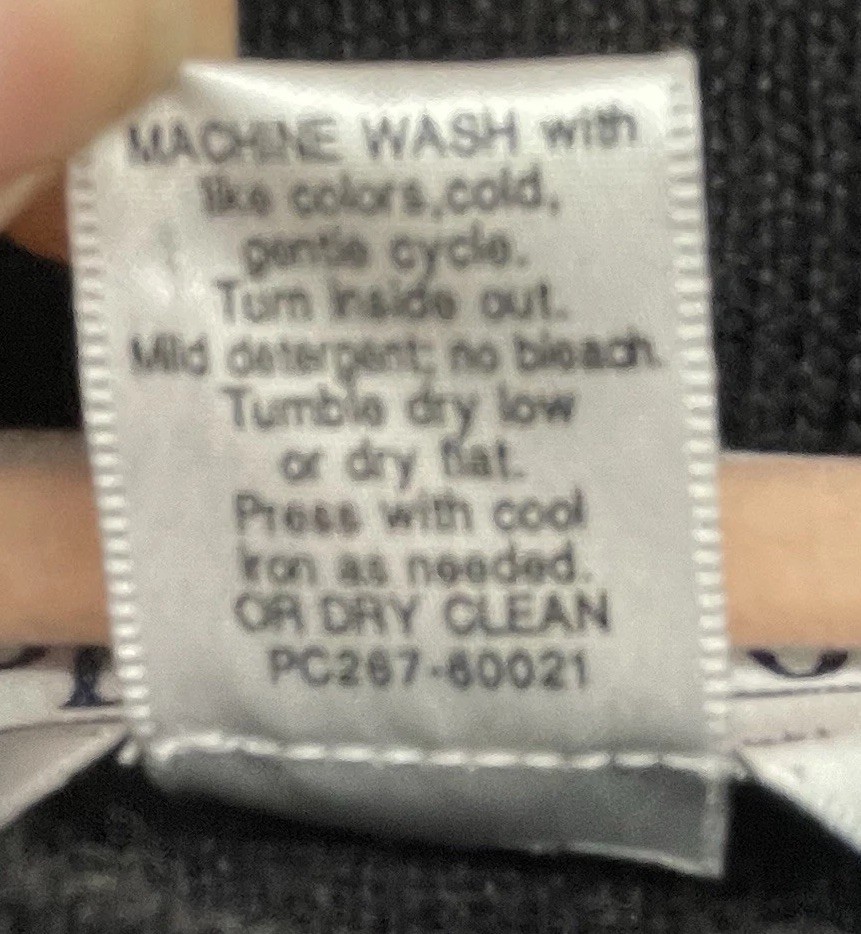 MACHINE WASH with
like colors,cold,
gentle cycle.
Turn inside out.
Mild detergent; no bleach.
Tumble dry low
or dry flat.
Press with cool
iron as needed.
OR DRY CLEAN
PC267-60021